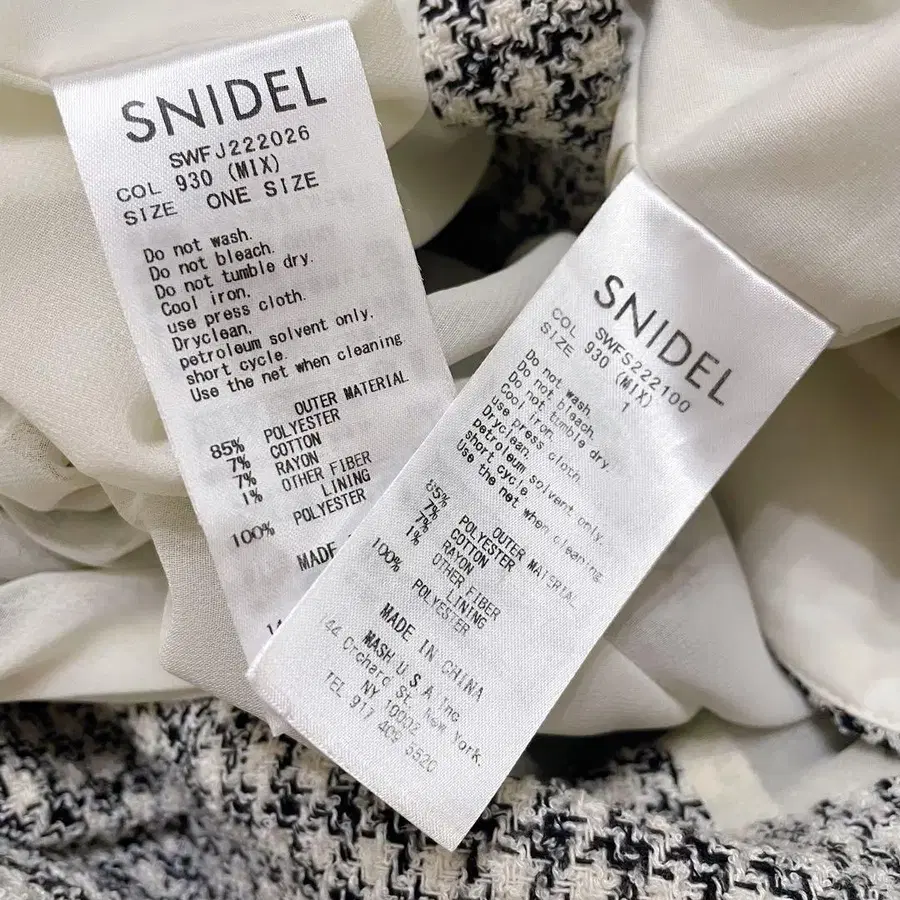 SNIDEL
SWFJ222026
COL 930 (MIX)
SIZE ONE SIZE
Do not wash.
Do not bleach.
Do not tumble dry.
Cool iron.
use press cloth.
Dryclean.
petroleum solvent only.
short cycle.
Use the net when cleaning.
OUTER MATERIAL
85% POLYESTER
7% COTTON
7% RAYON
1% OTHER FIBER
LINING
100% POLYESTER
MADE
SNIDEL
SWFS222100
COL 930 (MIX)
SIZE 1
Do not wash.
Do not bleach.
Do not tumble dry.
Cool iron.
use press cloth.
Dryclean.
petroleum solvent only.
short cycle.
Use the net when cleaning.
OUTER MATERIAL
85% POLYESTER
7% COTTON
7% RAYON
1% OTHER FIBER
LINING
100% POLYESTER
MADE IN CHINA
MASH U.S.A, Inc.
Orchard St, New York,
NY 10002
TEL 917 409 5520